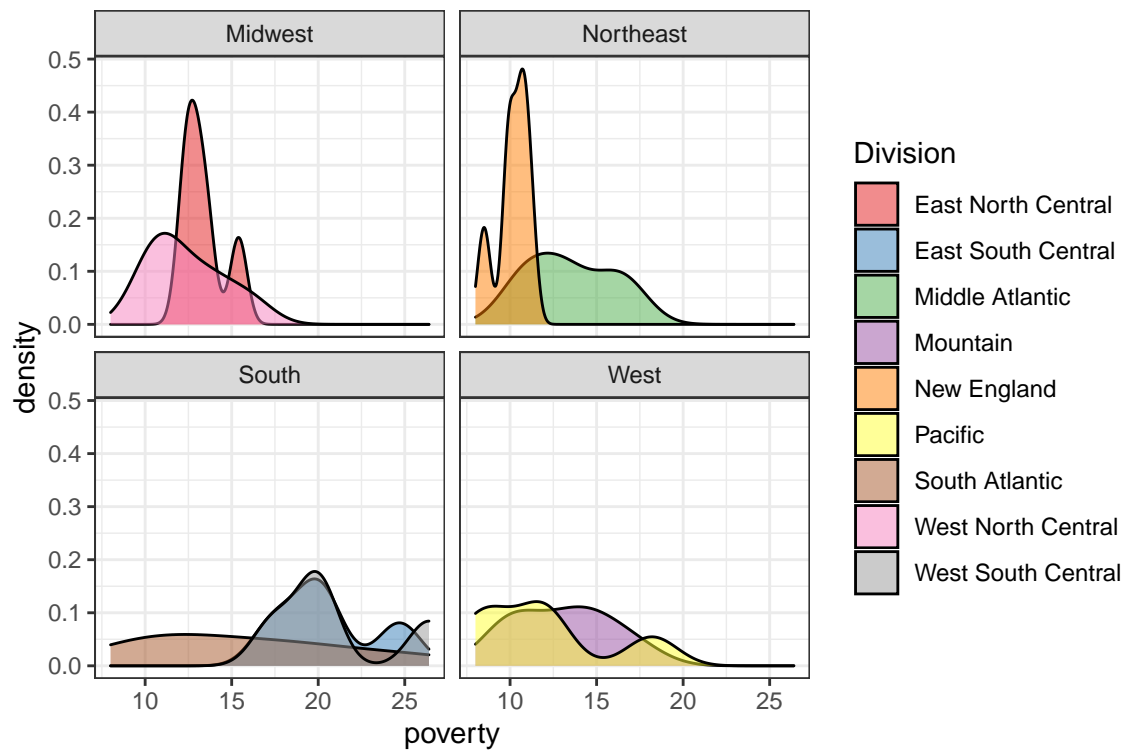 Midwest
Northeast
0.5
0.4
0.3
0.2
0.1
0.0
South
West
0.5
0.4
0.3
0.2
0.1
0.0
10
15
20
25
10
15
20
25
density
poverty
Division
East North Central
East South Central
Middle Atlantic
Mountain
New England
Pacific
South Atlantic
West North Central
West South Central